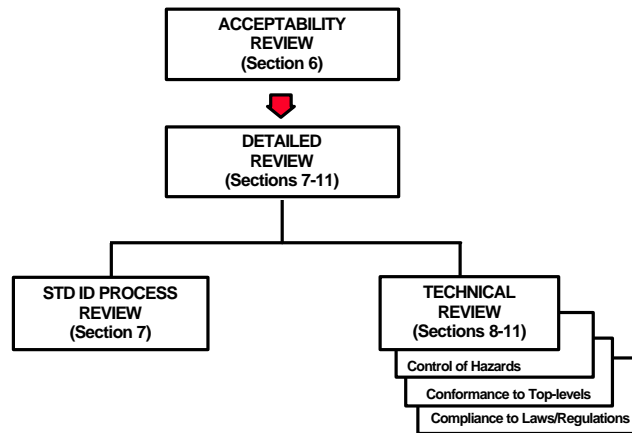 ACCEPTABILITY
REVIEW
(Section 6)
DETAILED
REVIEW
(Sections 7-11)
STD ID PROCESS
REVIEW
(Section 7)
TECHNICAL
REVIEW
(Sections 8-11)
Control of Hazards
Conformance to Top-levels
Compliance to Laws/Regulations